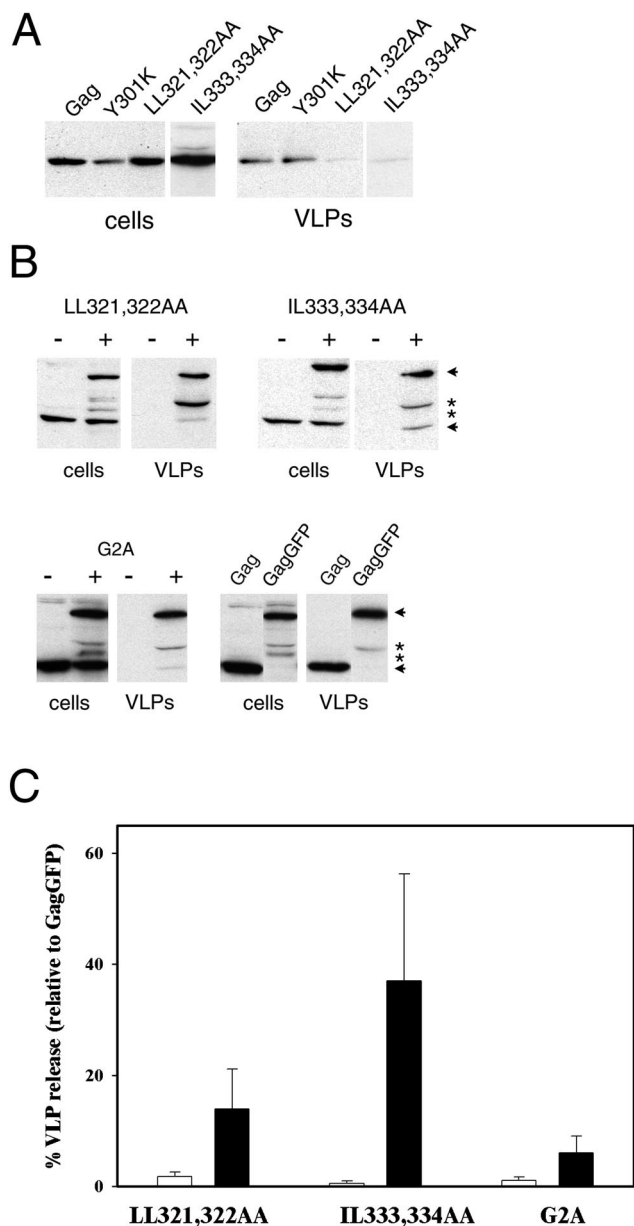 A
Gag Y301K LL321,322AA IL333,334AA Gag Y301K LL321,322AA IL333,334AA
cells VLPs
B
LL321,322AA IL333,334AA
- + - + - + - +
*
*
cells VLPs cells VLPs
G2A
- + - + Gag GagGFP Gag GagGFP
*
*
cells VLPs cells VLPs
C
% VLP release (relative to GagGFP)
60
40
20
0
LL321,322AA IL333,334AA G2A